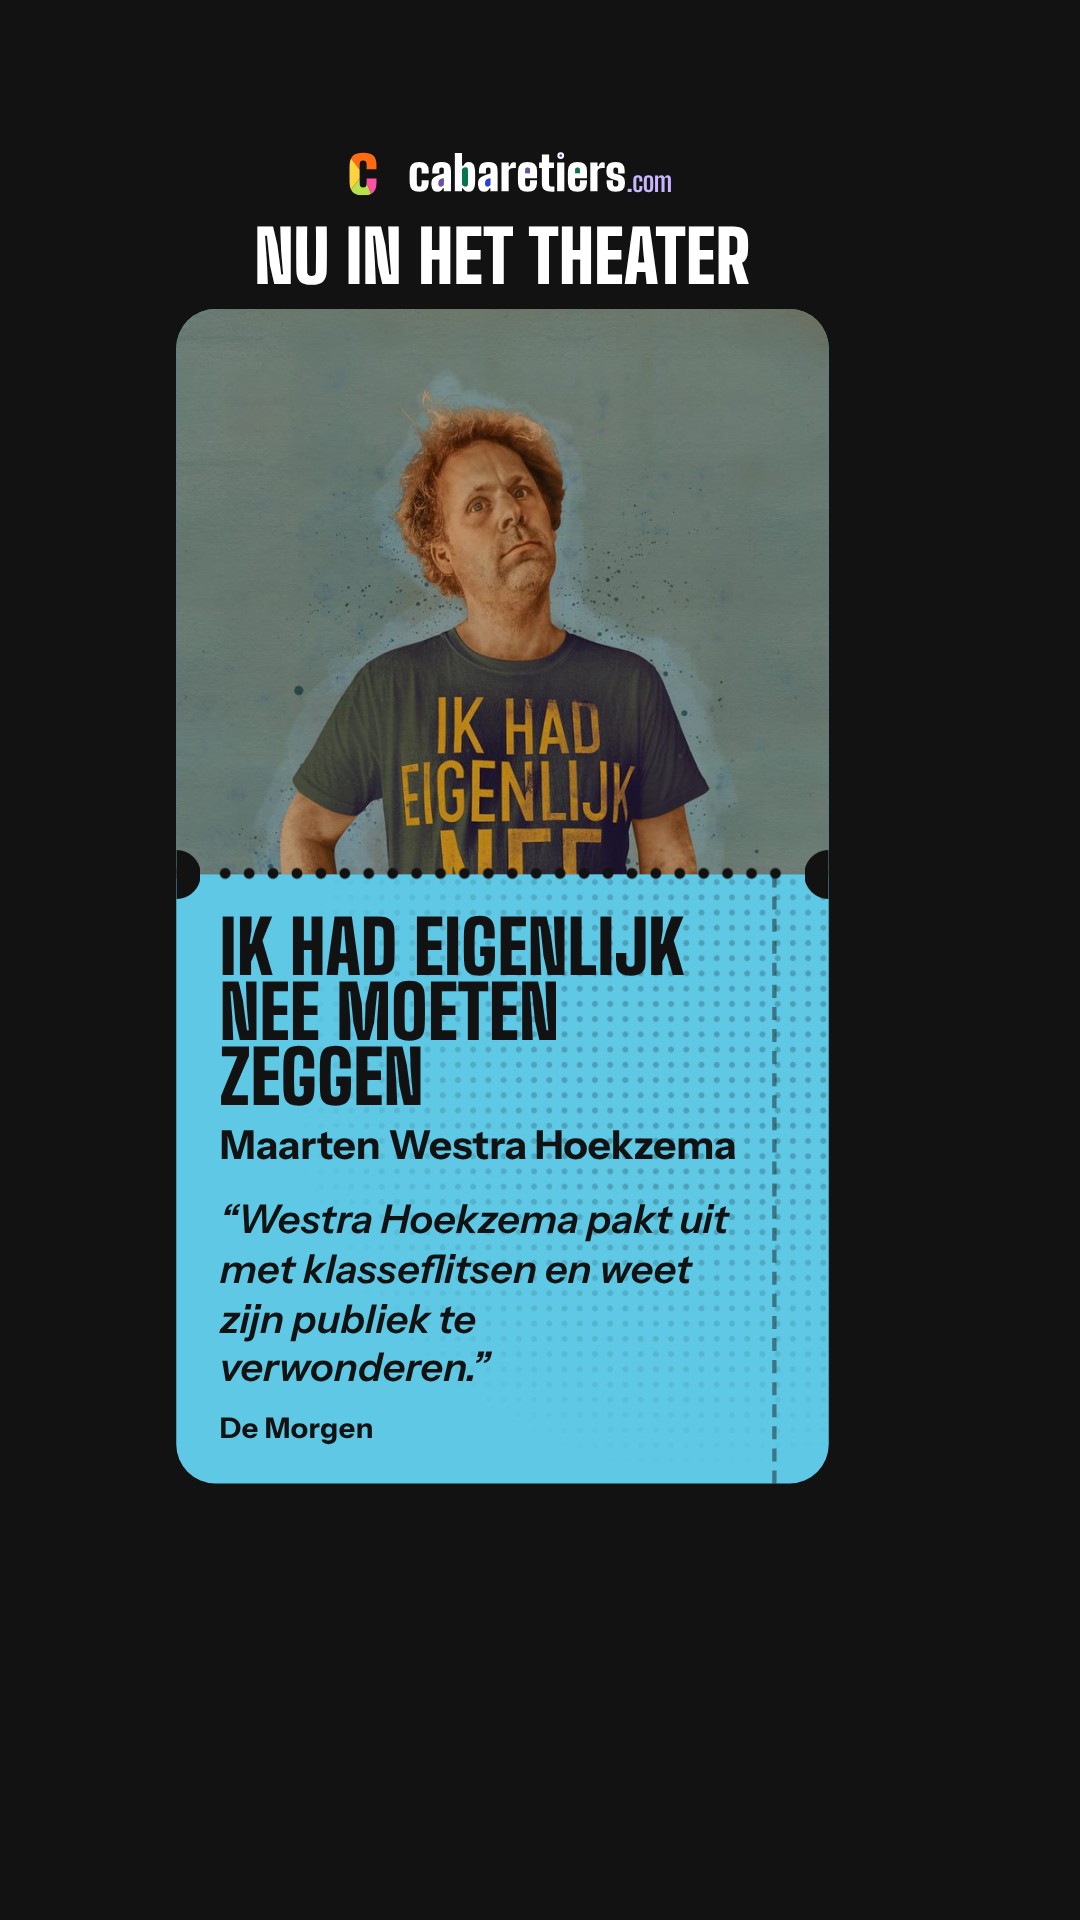 C cabaretiers.com
NU IN HET THEATER
IK HAD
EIGENLIJK
NEE
IK HAD EIGENLIJK
NEE MOETEN
ZEGGEN
Maarten Westra Hoekzema
“Westra Hoekzema pakt uit
met klasseflitsen en weet
zijn publiek te
verwonderen.”
De Morgen